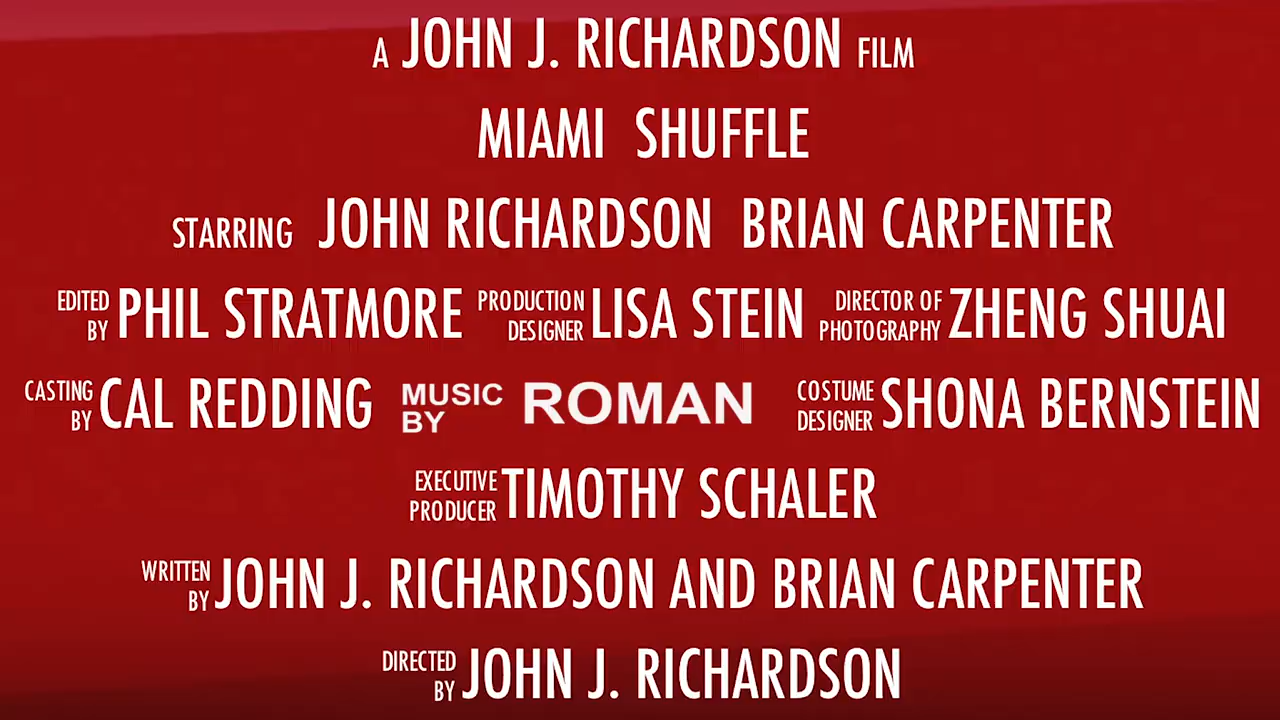 A JOHN J. RICHARDSON FILM
MIAMI SHUFFLE
STARRING JOHN RICHARDSON BRIAN CARPENTER
EDITED BY PHIL STRATMORE PRODUCTION DESIGNER LISA STEIN DIRECTOR OF PHOTOGRAPHY ZHENG SHUAI
CASTING BY CAL REDDING MUSIC BY ROMAN COSTUME DESIGNER SHONA BERNSTEIN
EXECUTIVE PRODUCER TIMOTHY SCHALER
WRITTEN BY JOHN J. RICHARDSON AND BRIAN CARPENTER
DIRECTED BY JOHN J. RICHARDSON